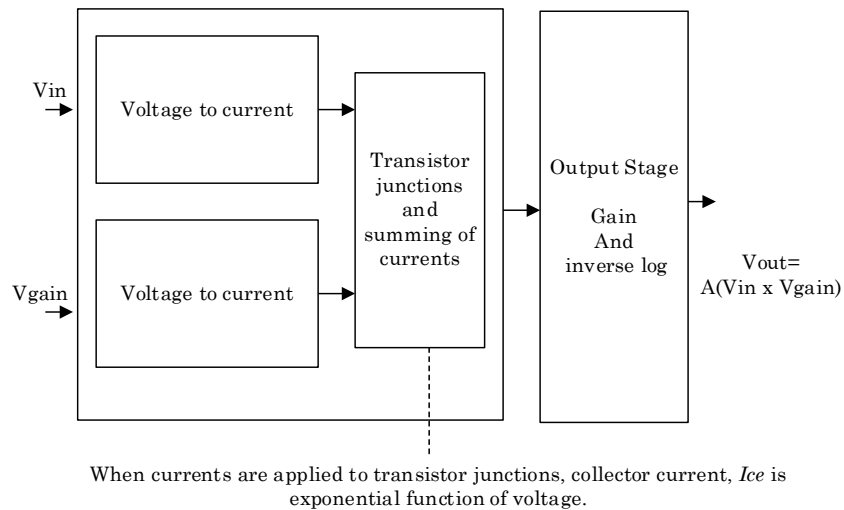 Vin
Voltage to current
Vgain
Voltage to current
Transistor
junctions
and
summing of
currents
Output Stage
Gain
And
inverse log
Vout=
A(Vin x Vgain)
When currents are applied to transistor junctions, collector current, Ice is
exponential function of voltage.